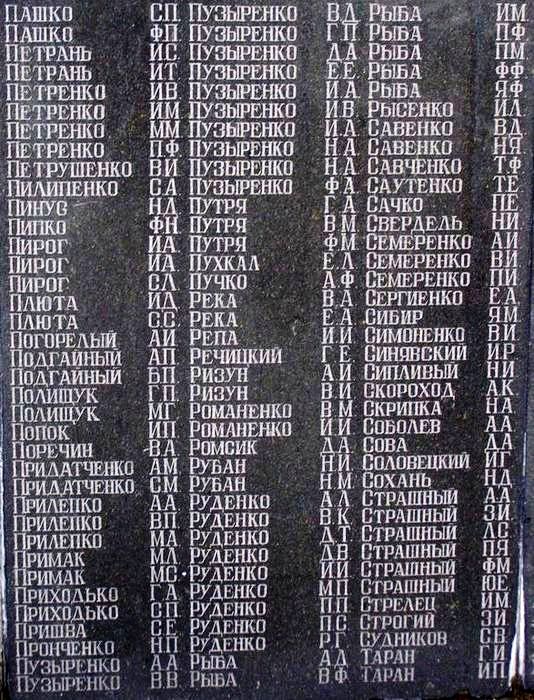 ПАШКО С.П.
ПАШКО Ф.П.
ПЕТРАНЬ И.С.
ПЕТРАНЬ И.Т.
ПЕТРЕНКО И.В.
ПЕТРЕНКО И.М.
ПЕТРЕНКО М.М.
ПЕТРЕНКО П.Ф.
ПЕТРУШЕНКО В.И.
ПИЛИПЕНКО С.А.
ПИНУС Н.Д.
ПИПКО Ф.Н.
ПИРОГ И.А.
ПИРОГ И.А.
ПИРОГ С.Л.
ПЛЮТА И.Д.
ПЛЮТА С.С.
ПОГОРЕЛЫЙ А.И.
ПОДГАЙНЫЙ А.П.
ПОДГАЙНЫЙ Б.П.
ПОЛИЩУК Г.П.
ПОЛИЩУК М.Г.
ПОПОК И.П.
ПОРЕЧИН В.А.
ПРИДАТЧЕНКО А.М.
ПРИДАТЧЕНКО С.М.
ПРИЛЕПКО А.А.
ПРИЛЕПКО В.П.
ПРИЛЕПКО М.А.
ПРИМАК М.Л.
ПРИМАК М.С.
ПРИХОДЬКО Г.А.
ПРИХОДЬКО С.П.
ПРИШВА С.Е.
ПРОНЧЕНКО Н.П.
ПУЗЫРЕНКО А.А.
ПУЗЫРЕНКО В.В.
ПУЗЫРЕНКО В.Д.
ПУЗЫРЕНКО Г.П.
ПУЗЫРЕНКО Д.А.
ПУЗЫРЕНКО Е.Е.
ПУЗЫРЕНКО И.А.
ПУЗЫРЕНКО И.В.
ПУЗЫРЕНКО И.Л.
ПУЗЫРЕНКО Н.А.
ПУЗЫРЕНКО Н.А.
ПУЗЫРЕНКО Ф.А.
ПУТРЯ Г.А.
ПУТРЯ В.М.
ПУТРЯ Ф.М.
ПУХКАЛ Е.Л.
ПУЧКО А.Ф.
РЕКА В.А.
РЕКА Е.А.
РЕПА И.И.
РЕЧИЦКИЙ Г.Е.
РИЗУН А.И.
РИЗУН В.И.
РОМАНЕНКО В.М.
РОМАНЕНКО И.И.
РОМСИК Д.А.
РУБАН Н.И.
РУБАН Н.М.
РУДЕНКО А.Л.
РУДЕНКО В.К.
РУДЕНКО Д.Т.
РУДЕНКО Д.В.
РУДЕНКО И.И.
РУДЕНКО М.П.
РУДЕНКО П.П.
РУДЕНКО П.С.
РУДЕНКО Р.Г.
РЫБА А.Д.
РЫБА В.Ф.
РЫБА И.М.
РЫБА П.Ф.
РЫБА П.М.
РЫБА Ф.Ф.
РЫБА Я.Ф.
РЫСЕНКО И.Л.
САВЕНКО В.Д.
САВЕНКО Н.Я.
САВЧЕНКО Т.Ф.
САУТЕНКО Т.Е.
САЧКО П.Е.
СВЕРДЕЛЬ Н.И.
СЕМЕРЕНКО А.И.
СЕМЕРЕНКО В.И.
СЕМЕРЕНКО П.И.
СЕРГИЕНКО Е.А.
СИБИР Я.М.
СИМОНЕНКО В.И.
СИНЯВСКИЙ И.Р.
СИПЛИВЫЙ Н.И.
СКОРОХОД А.К.
СКРИПКА Н.А.
СОБОЛЕВ А.А.
СОВА Д.А.
СОЛОВЕЦКИЙ И.Г.
СОХАНЬ Н.Д.
СТРАШНЫЙ А.А.
СТРАШНЫЙ З.И.
СТРАШНЫЙ Л.С.
СТРАШНЫЙ П.Я.
СТРАШНЫЙ Ф.М.
СТРАШНЫЙ Ю.Е.
СТРЕЛЕЦ И.М.
СТРОГИЙ З.И.
СУДНИКОВ С.В.
ТАРАН Г.И.
ТАРАН И.П.